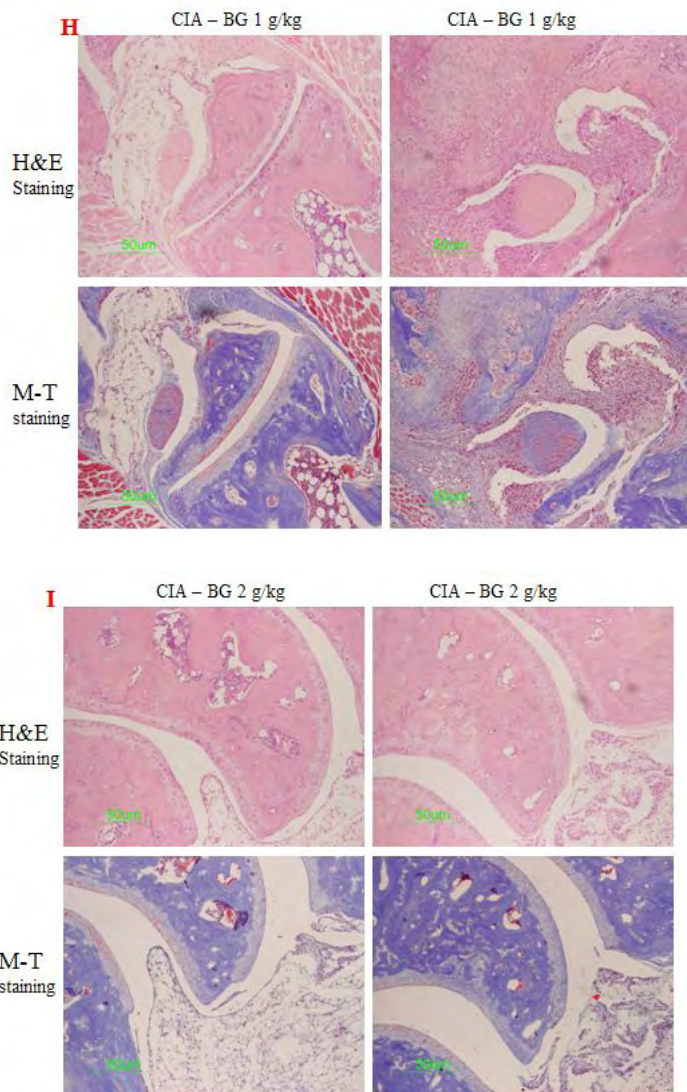 H
CIA – BG 1 g/kg
CIA – BG 1 g/kg
H&E
Staining
50um
50um
M-T
staining
50um
50um
I
CIA – BG 2 g/kg
CIA – BG 2 g/kg
H&E
Staining
50um
50um
M-T
staining
50um
50um